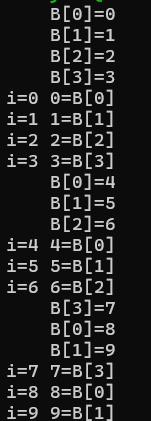 B[0]=0
B[1]=1
B[2]=2
B[3]=3
i=0 0=B[0]
i=1 1=B[1]
i=2 2=B[2]
i=3 3=B[3]
B[0]=4
B[1]=5
B[2]=6
i=4 4=B[0]
i=5 5=B[1]
i=6 6=B[2]
B[3]=7
B[0]=8
B[1]=9
i=7 7=B[3]
i=8 8=B[0]
i=9 9=B[1]